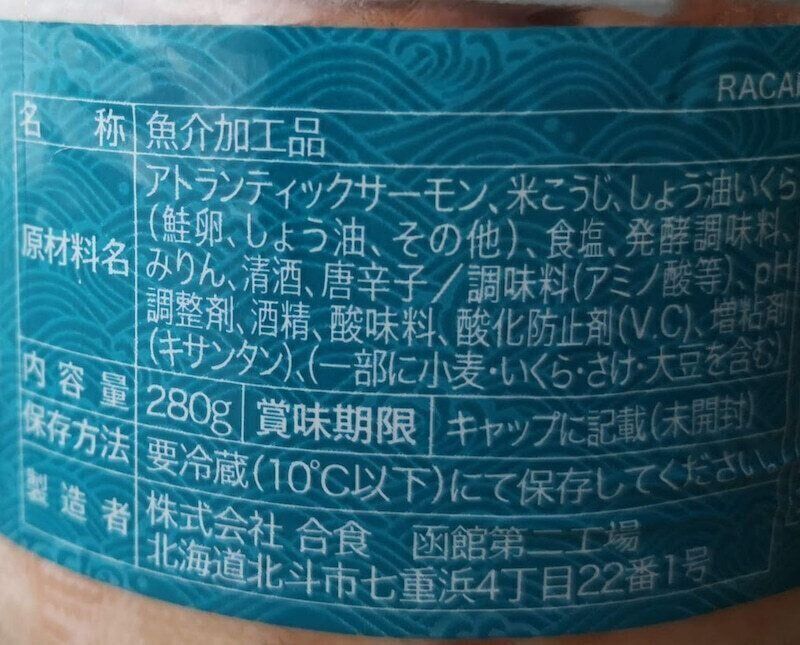 RACA
名称 魚介加工品
原材料名 アトランティックサーモン、米こうじ、しょう油いくら
(鮭卵、しょう油、その他)、食塩、発酵調味料、
みりん、清酒、唐辛子/調味料(アミノ酸等)、pH
調整剤、酒精、酸味料、酸化防止剤(V.C)、増粘剤
(キサンタン)、(一部に小麦・いくら・さけ・大豆を含む)
内容量 280g 賞味期限 キャップに記載(未開封)
保存方法 要冷蔵(10℃以下)にて保存してください。
製造者 株式会社 合食 函館第二工場
北海道北斗市七重浜4丁目22番1号